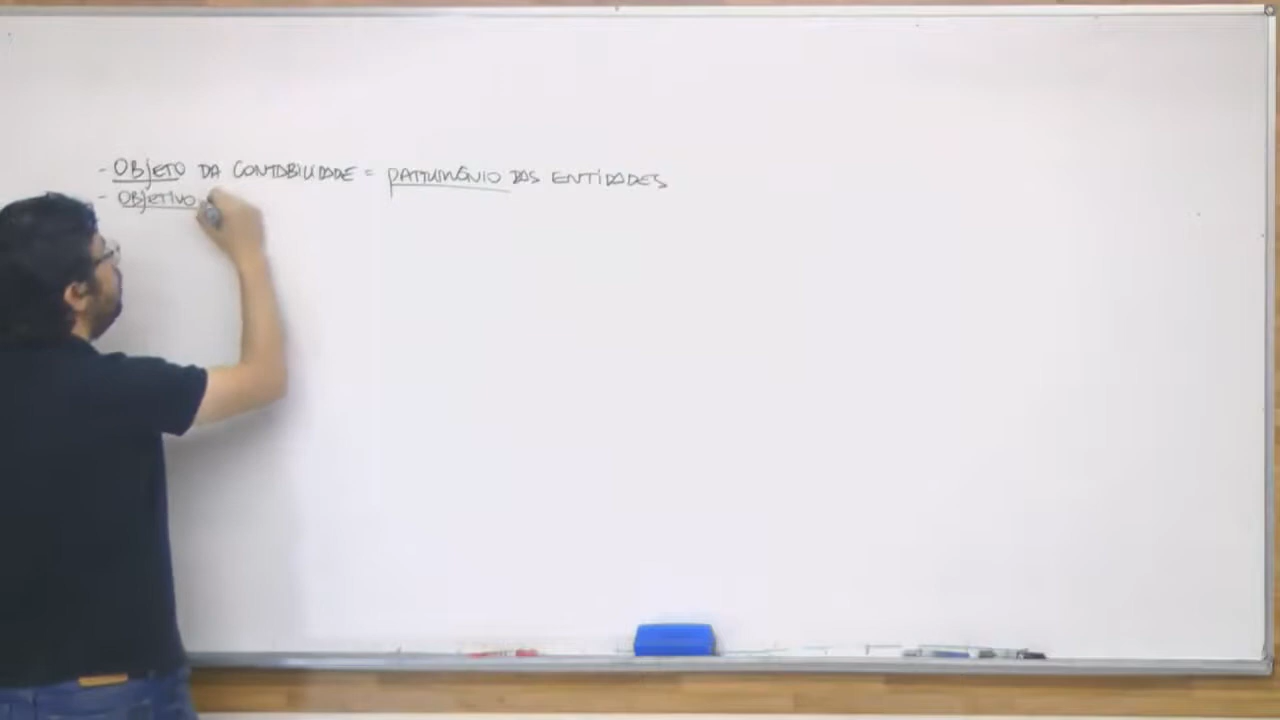 - OBJETO DA CONTABILIDADE = PATRIMÔNIO DAS ENTIDADES
- OBJETIVO